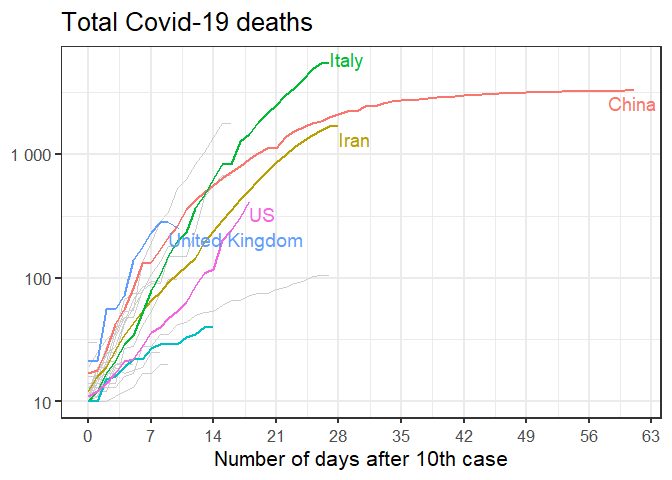 Total Covid-19 deaths
Italy
China
Iran
1 000
US
United Kingdom
100
10
0 7 14 21 28 35 42 49 56 63
Number of days after 10th case